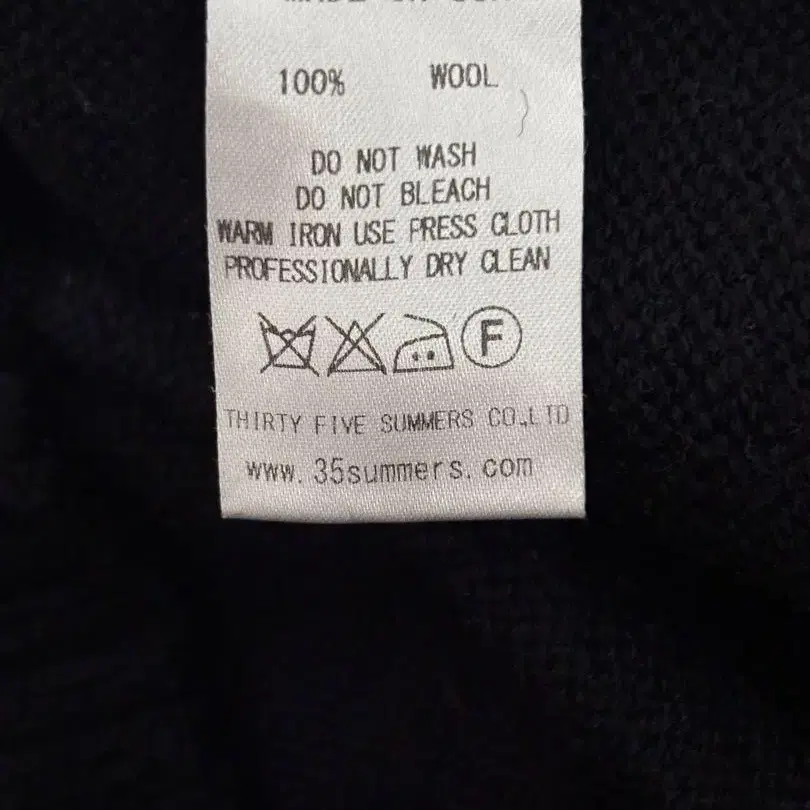 100% WOOL
DO NOT WASH
DO NOT BLEACH
WARM IRON USE PRESS CLOTH
PROFESSIONALLY DRY CLEAN
F
THIRTY FIVE SUMMERS CO.,LTD
www.35summers.com